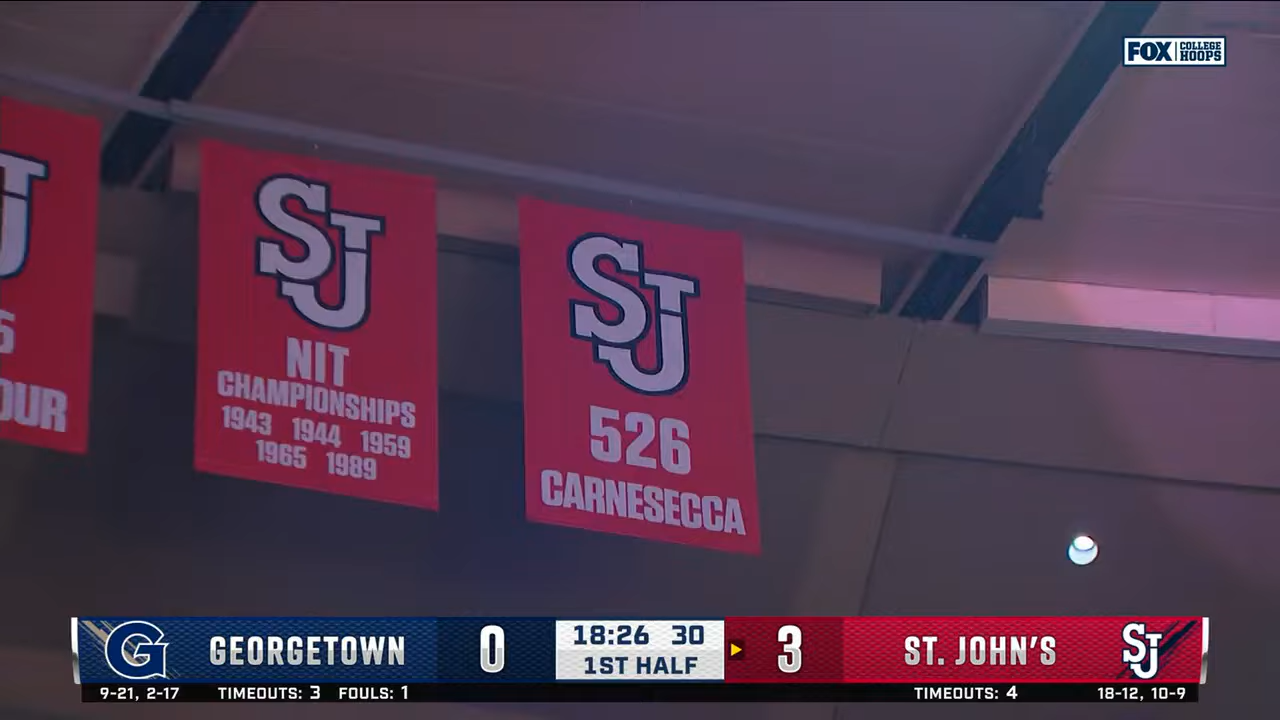 FOX COLLEGE HOOPS
SJ
NIT
CHAMPIONSHIPS
1943 1944 1959
1965 1989
SJ
526
CARNESECCA
G GEORGETOWN 0 18:26 30 3 ST. JOHN'S SJ
1ST HALF
9-21, 2-17 TIMEOUTS: 3 FOULS: 1 TIMEOUTS: 4 18-12, 10-9